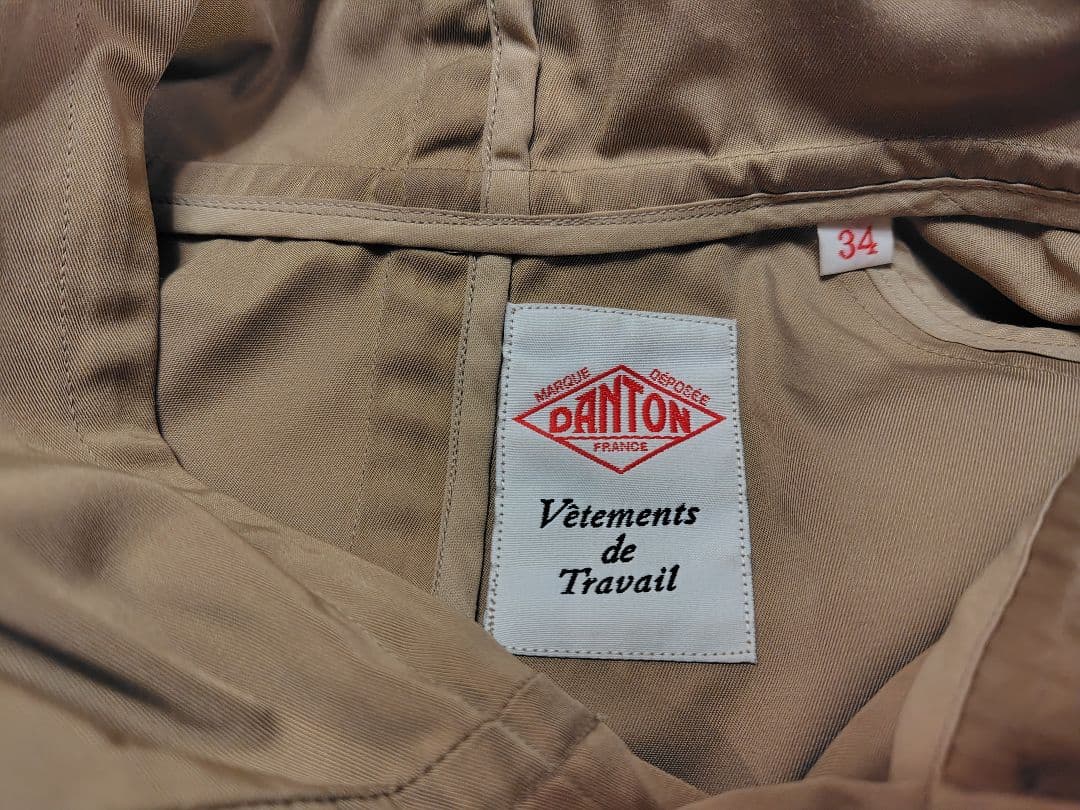 34
MARQUE DÉPOSÉE
DANTON
FRANCE
Vêtements
de
Travail